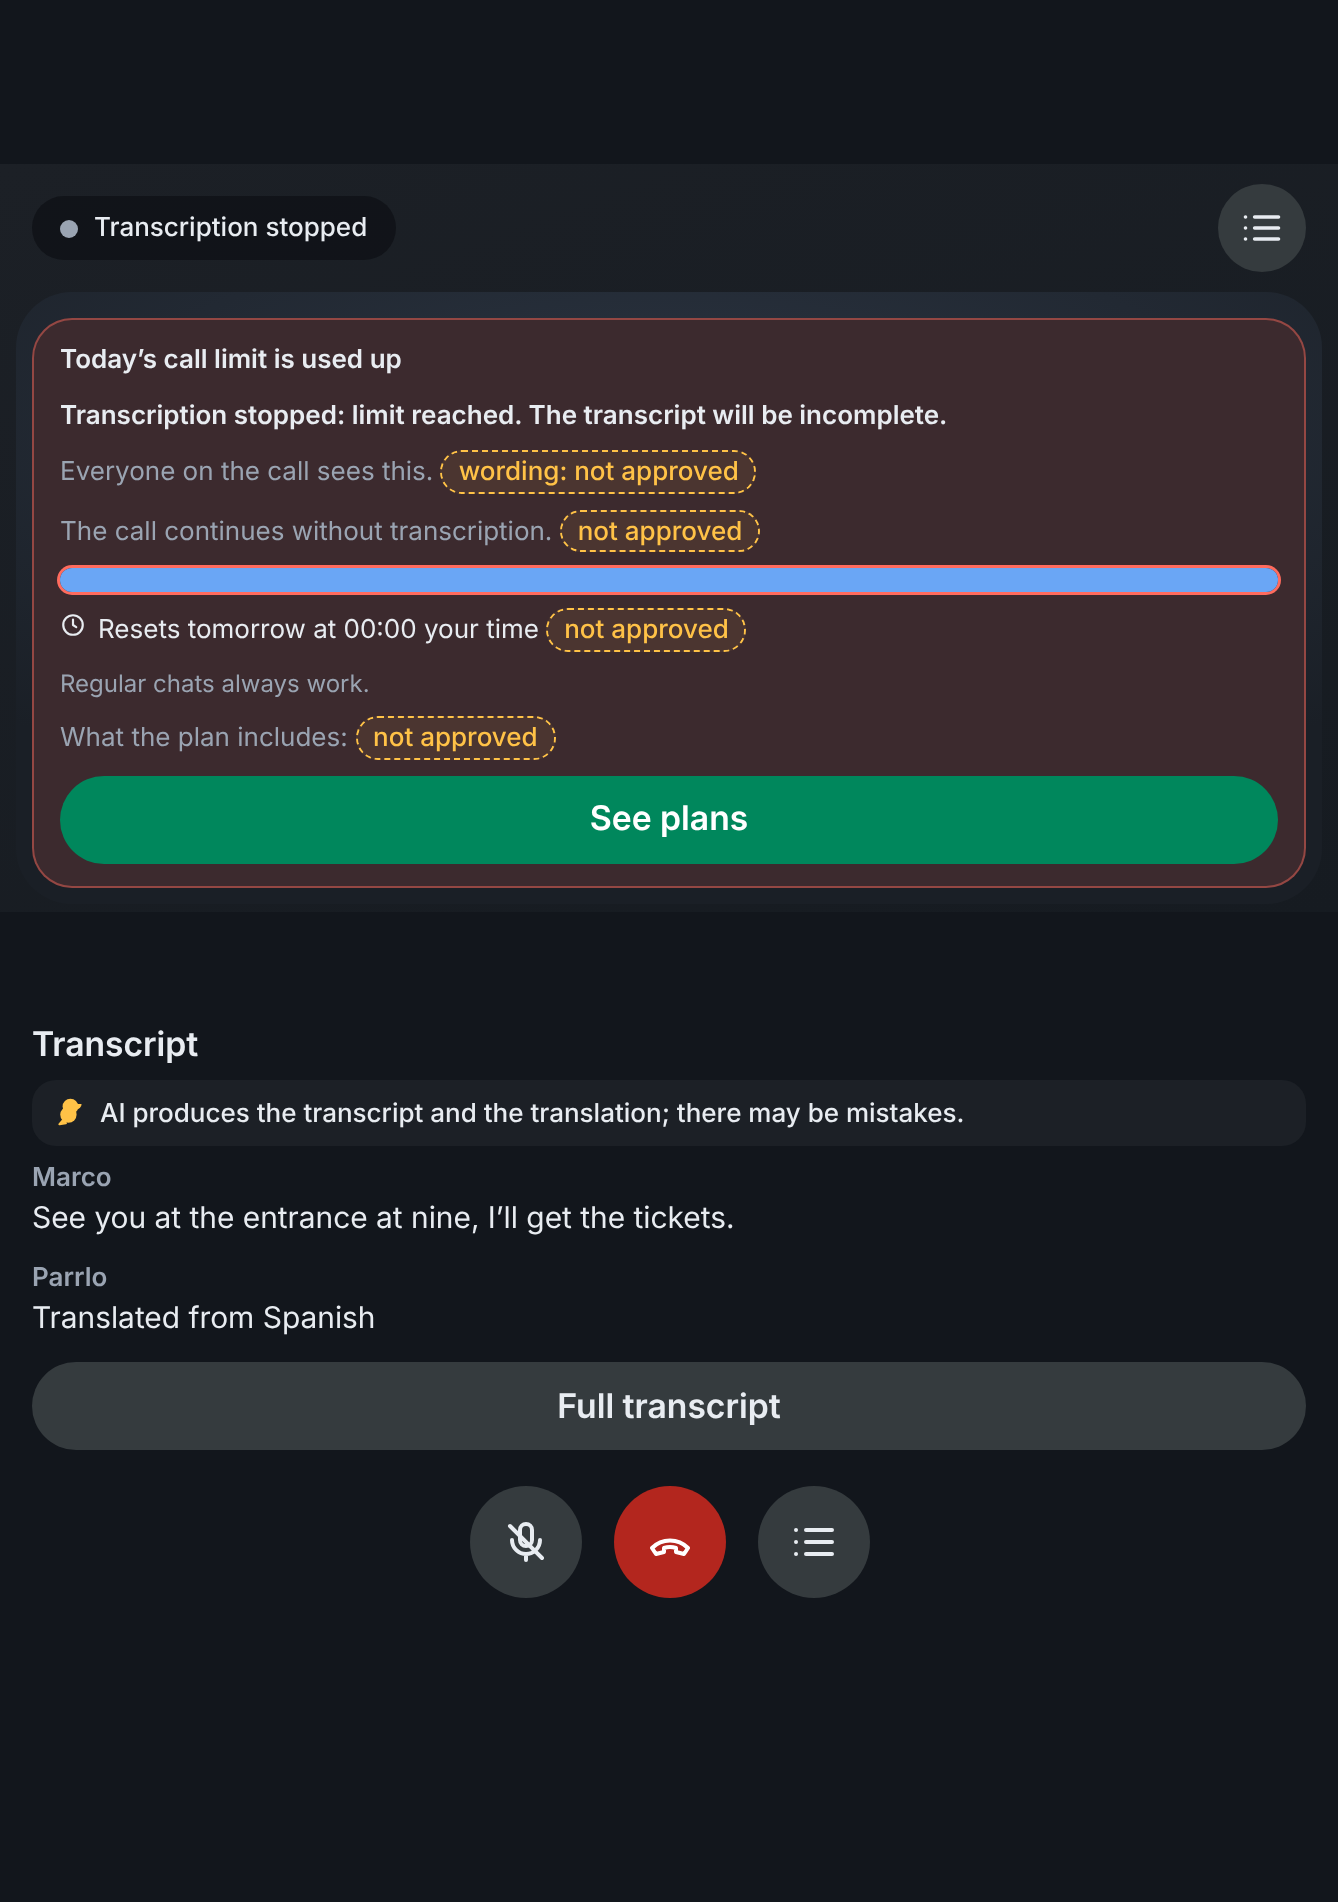 Transcription stopped
Today’s call limit is used up
Transcription stopped: limit reached. The transcript will be incomplete.
Everyone on the call sees this. wording: not approved
The call continues without transcription. not approved
Resets tomorrow at 00:00 your time not approved
Regular chats always work.
What the plan includes: not approved
See plans
Transcript
AI produces the transcript and the translation; there may be mistakes.
Marco
See you at the entrance at nine, I’ll get the tickets.
Parrlo
Translated from Spanish
Full transcript